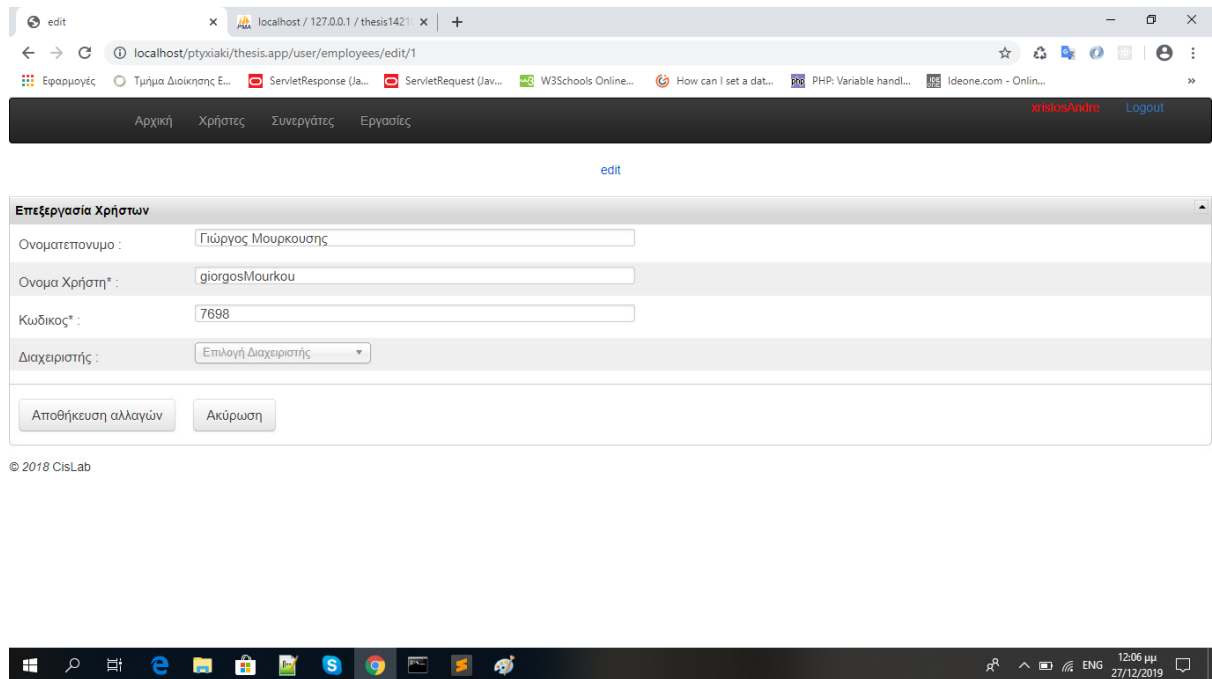 edit
localhost / 127.0.0.1 / thesis1421
localhost/ptyxiaki/thesis.app/user/employees/edit/1
Εφαρμογές Τμήμα Διοίκησης Ε... ServletResponse (Ja... ServletRequest (Jav... W3Schools Online... How can I set a dat... PHP: Variable handl... Ideone.com - Onlin... »
xristosAndre Logout
Αρχική Χρήστες Συνεργάτες Εργασίες
edit
Επεξεργασία Χρήστων
Ονοματεπονυμο : Γιώργος Μουρκουσης
Ονομα Χρήστη* : giorgosMourkou
Κωδικος* : 7698
Διαχειριστής : Επιλογή Διαχειριστής
Αποθήκευση αλλαγών Ακύρωση
© 2018 CisLab
ENG
12:06 μμ
27/12/2019